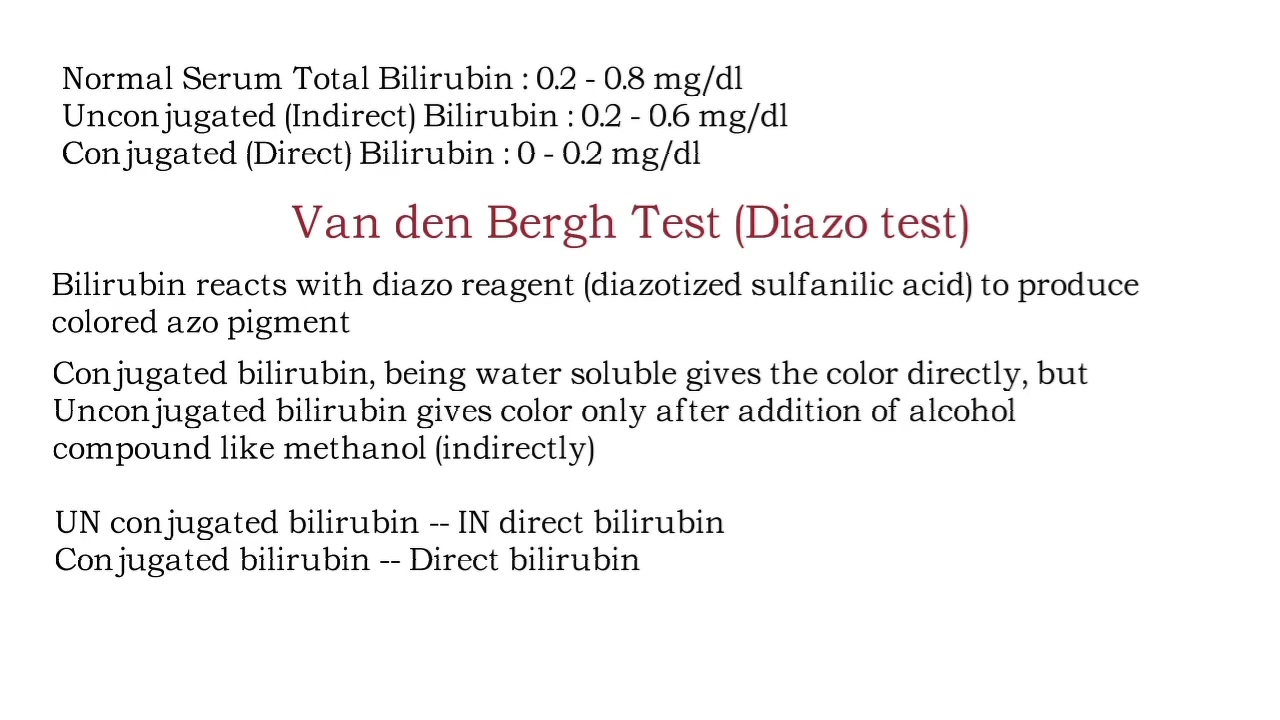 Normal Serum Total Bilirubin : 0.2 - 0.8 mg/dl
Unconjugated (Indirect) Bilirubin : 0.2 - 0.6 mg/dl
Conjugated (Direct) Bilirubin : 0 - 0.2 mg/dl
Van den Bergh Test (Diazo test)
Bilirubin reacts with diazo reagent (diazotized sulfanilic acid) to produce
colored azo pigment
Conjugated bilirubin, being water soluble gives the color directly, but
Unconjugated bilirubin gives color only after addition of alcohol
compound like methanol (indirectly)
UN conjugated bilirubin -- IN direct bilirubin
Conjugated bilirubin -- Direct bilirubin